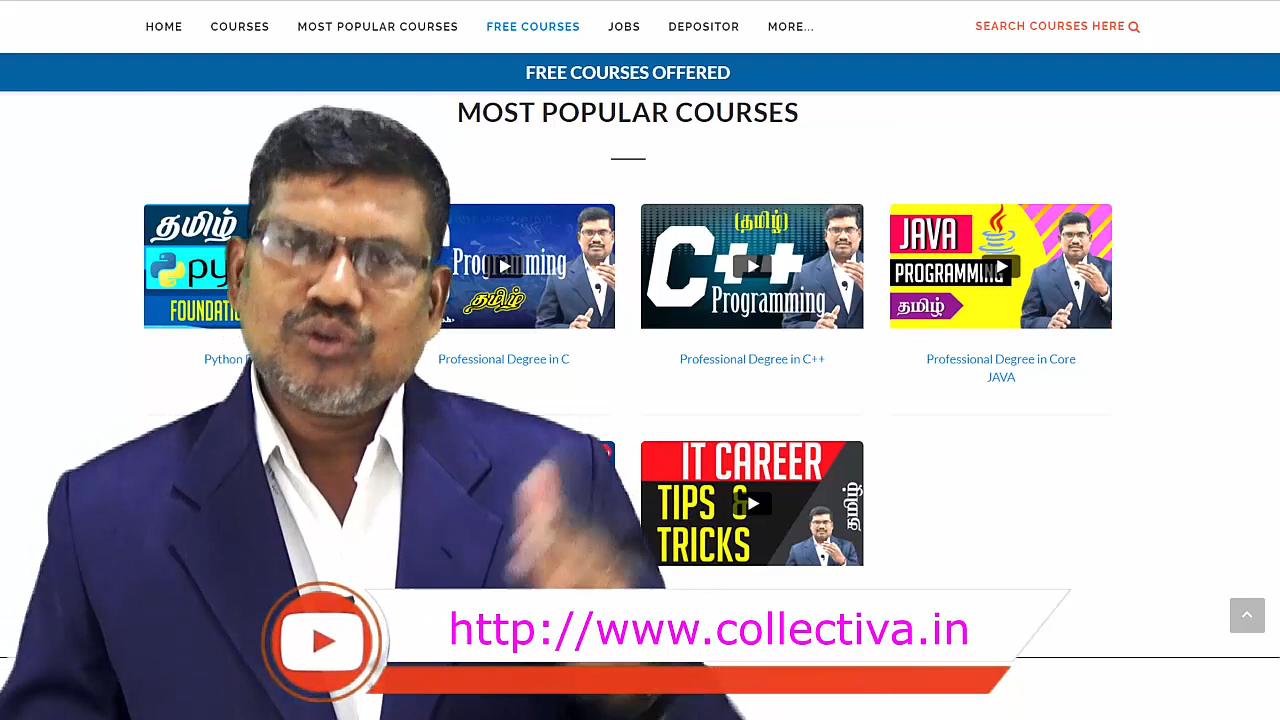 HOME COURSES MOST POPULAR COURSES FREE COURSES JOBS DEPOSITOR MORE... SEARCH COURSES HERE
FREE COURSES OFFERED
MOST POPULAR COURSES
தமிழ்
py
FOUNDATI
Programming
தமிழ்
(தமிழ்)
C++
Programming
JAVA
PROGRAMMING
தமிழ்
Python
Professional Degree in C
Professional Degree in C++
Professional Degree in Core
JAVA
IT CAREER
TIPS &
TRICKS
தமிழ்
http://www.collectiva.in